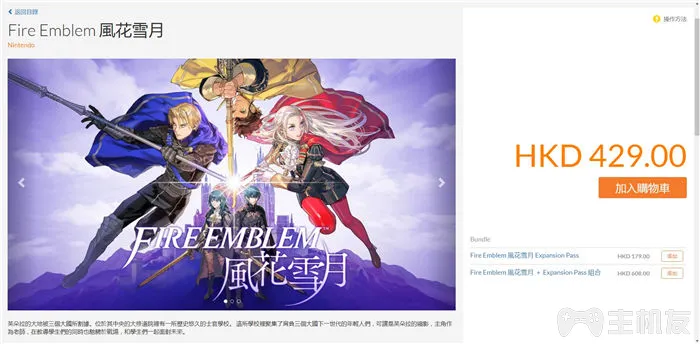 返回目錄
Fire Emblem 風花雪月
Nintendo
FIRE EMBLEM™
風花雪月
芙朵拉的大地被三個大國所割據。位於其中央的大修道院裡有一所歷史悠久的士官學校。 這所學校裡聚集了背負三個國下一世代的年輕人們，可謂是芙朵拉的縮影，主角作
為老師，在教導學生們的同時也馳騁於戰場，和學生們一起面對未來。
操作方法
HKD 429.00
加入購物車
Bundle
Fire Emblem 風花雪月 Expansion Pass HKD 179.00 添加
Fire Emblem 風花雪月 ＋ Expansion Pass 組合 HKD 608.00 添加
主机友